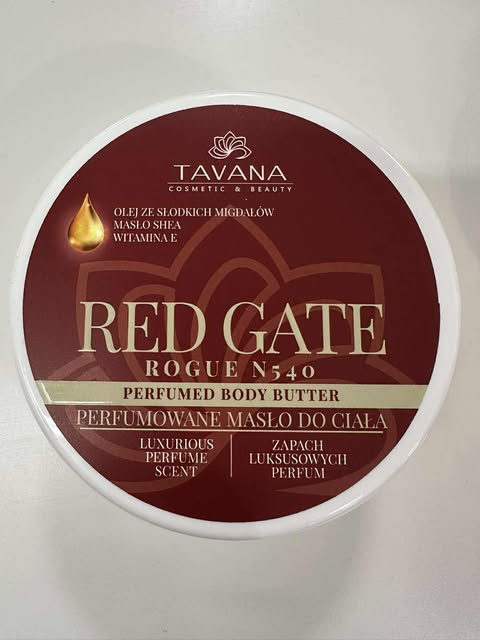 TAVANA
COSMETIC & BEAUTY
OLEJ ZE SŁODKICH MIGDAŁÓW
MASŁO SHEA
WITAMINA E
RED GATE
ROGUE N540
PERFUMED BODY BUTTER
PERFUMOWANE MASŁO DO CIAŁA
LUXURIOUS
PERFUME
SCENT
ZAPACH
LUKSUSOWYCH
PERFUM